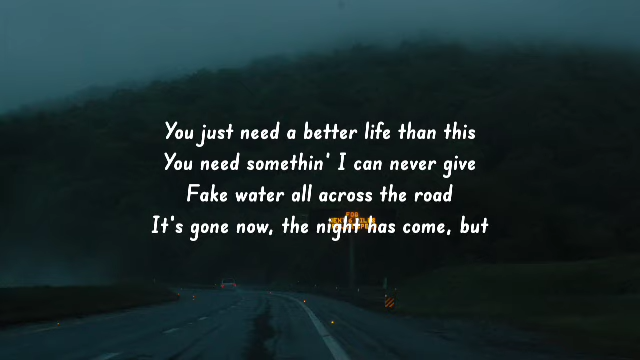 You just need a better life than this
You need somethin' I can never give
Fake water all across the road
It's gone now, the night has come, but
FOG